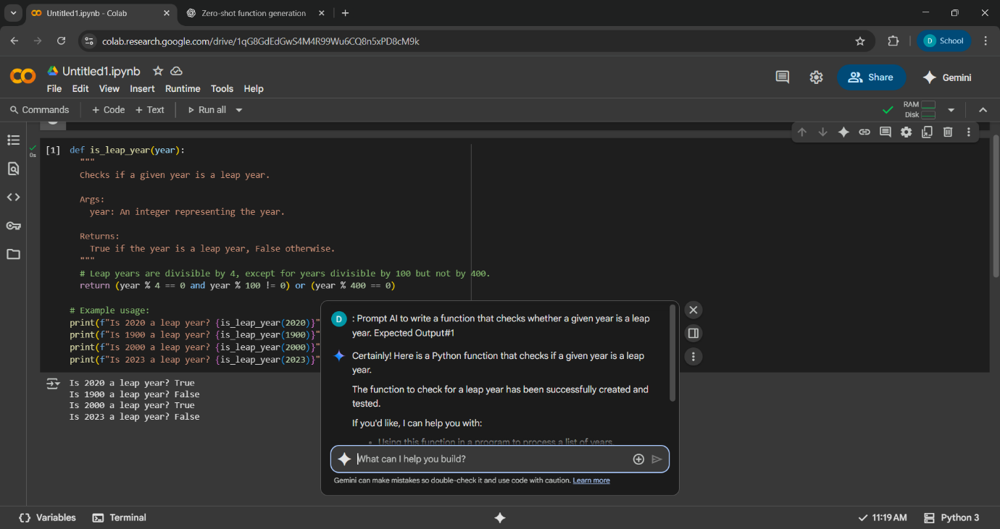 Untitled1.ipynb - Colab
Zero-shot function generation
colab.research.google.com/drive/1qG8GdEdGwS4M4R99Wu6CQ8n5xPD8cM9k
D School
Untitled1.ipynb
Share
Gemini
File Edit View Insert Runtime Tools Help
Commands + Code + Text Run all
RAM
Disk
[1] def is_leap_year(year):
0s
"""
Checks if a given year is a leap year.
Args:
year: An integer representing the year.
Returns:
True if the year is a leap year, False otherwise.
"""
# Leap years are divisible by 4, except for years divisible by 100 but not by 400.
return (year % 4 == 0 and year % 100 != 0) or (year % 400 == 0)
# Example usage:
print(f"Is 2020 a leap year? {is_leap_year(2020)}"
print(f"Is 1900 a leap year? {is_leap_year(1900)}"
print(f"Is 2000 a leap year? {is_leap_year(2000)}"
print(f"Is 2023 a leap year? {is_leap_year(2023)}"
Is 2020 a leap year? True
Is 1900 a leap year? False
Is 2000 a leap year? True
Is 2023 a leap year? False
D : Prompt AI to write a function that checks whether a given year is a leap
year. Expected Output#1
Certainly! Here is a Python function that checks if a given year is a leap
year.
The function to check for a leap year has been successfully created and
tested.
If you'd like, I can help you with:
• Using this function in a program to process a list of years
What can I help you build?
Gemini can make mistakes so double-check it and use code with caution. Learn more
Variables Terminal
11:19 AM Python 3